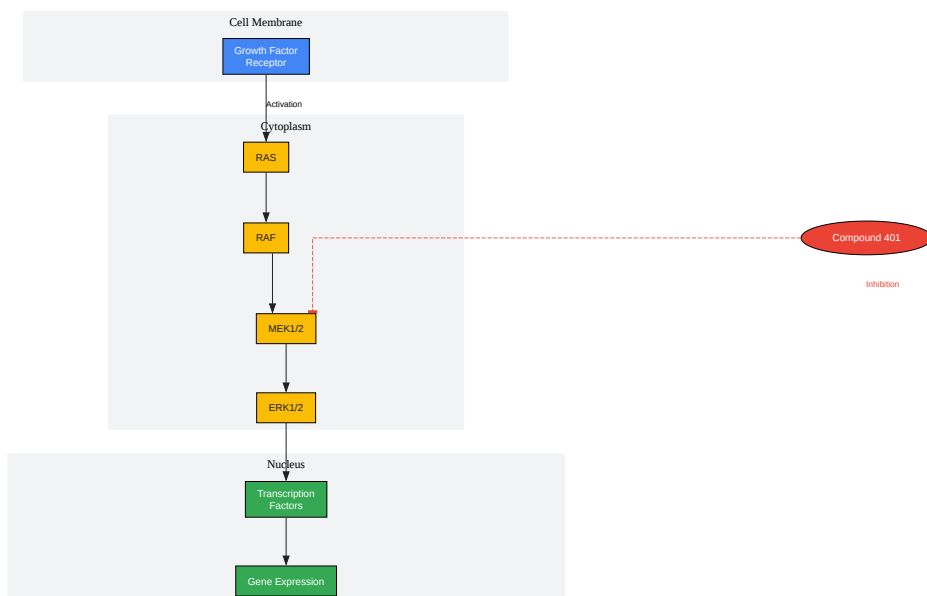 Cell Membrane
Growth Factor
Receptor
Activation
Cytoplasm
RAS
RAF
Compound 401
Inhibition
MEK1/2
ERK1/2
Nucleus
Transcription
Factors
Gene Expression